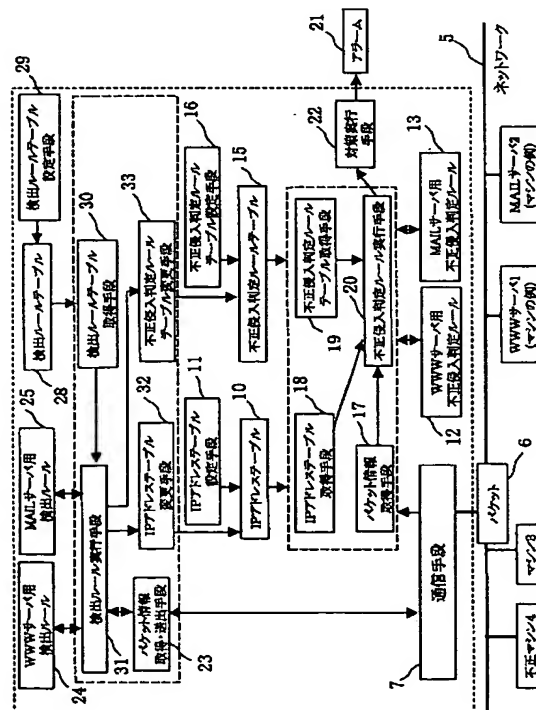 29
検出ルールテーブル
設定手段
28
検出ルールテーブル
30
検出ルールテーブル
取得手段
33
不正侵入判定ルール
テーブル変更手段
16
不正侵入判定ルール
テーブル設定手段
15
不正侵入判定ルールテーブル
21
アラーム
22
対策実行
手段
25
MAILサーバ用
検出ルール
24
WWWサーバ用
検出ルール
31
検出ルール実行手段
32
IPアドレステーブル
変更手段
11
IPアドレステーブル
設定手段
10
IPアドレステーブル
23
パケット情報
取得・送出手段
19
不正侵入判定ルール
テーブル取得手段
18
IPアドレステーブル
取得手段
20
不正侵入判定ルール実行手段
17
パケット情報
取得手段
13
MAILサーバ用
不正侵入判定ルール
12
WWWサーバ用
不正侵入判定ルール
7
通信手段
6
パケット
5
ネットワーク
MAILサーバ2
(マシンの例)
WWWサーバ1
(マシンの例)
マシン3
不正マシン4